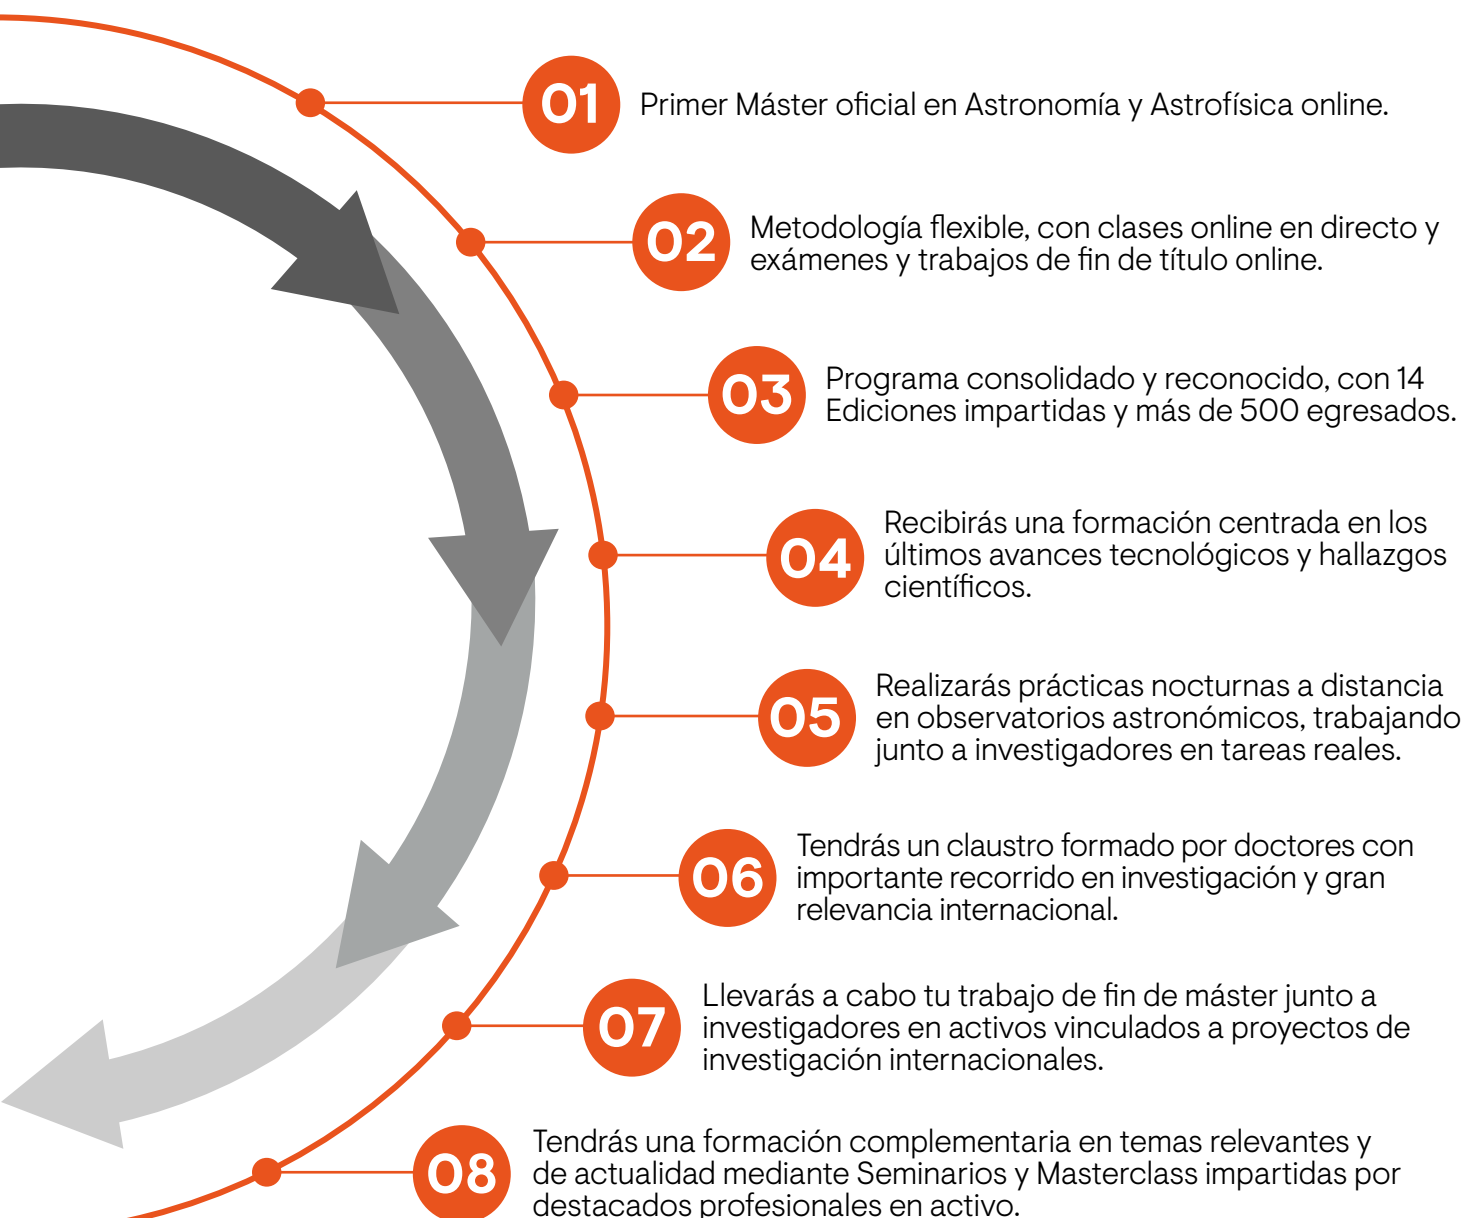 01
Primer Máster oficial en Astronomía y Astrofísica online.
02
Metodología flexible, con clases online en directo y
exámenes y trabajos de fin de título online.
03
Programa consolidado y reconocido, con 14
Ediciones impartidas y más de 500 egresados.
04
Recibirás una formación centrada en los
últimos avances tecnológicos y hallazgos
científicos.
05
Realizarás prácticas nocturnas a distancia
en observatorios astronómicos, trabajando
junto a investigadores en tareas reales.
06
Tendrás un claustro formado por doctores con
importante recorrido en investigación y gran
relevancia internacional.
07
Llevarás a cabo tu trabajo de fin de máster junto a
investigadores en activos vinculados a proyectos de
investigación internacionales.
08
Tendrás una formación complementaria en temas relevantes y
de actualidad mediante Seminarios y Masterclass impartidas por
destacados profesionales en activo.